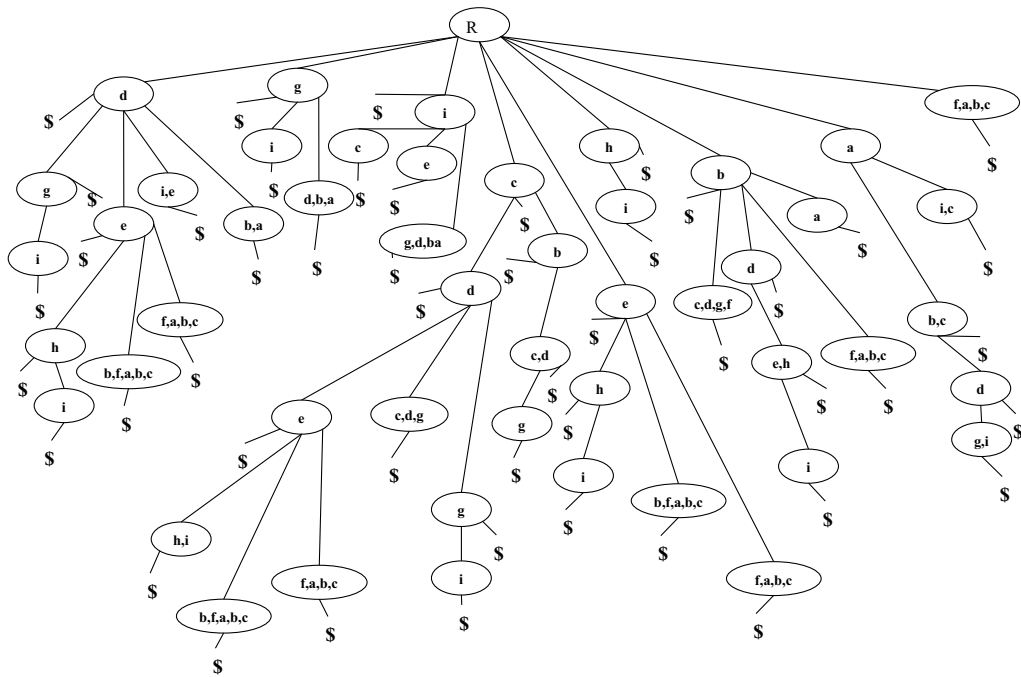 R
g
d
f,a,b,c
$ i
$ $
i c h a
e $
b
c
g i,e $ $
$ d,b,a $ i,c
i $ a
e b,a $
$ $
g,d,ba b $
i $ $ d $
$ $ $ $
d
$ $ e c,d,g,f $
f,a,b,c b,c
$
h c,d $ f,a,b,c $
e,h
b,f,a,b,c $
$ h d
$
i $ $
c,d,g
e g $ $
$
i,g
$ $
$ $ i
i
$
b,f,a,b,c
g
$ $
h,i $
$
i f,a,b,c
f,a,b,c
$
b,f,a,b,c $
$ $
$